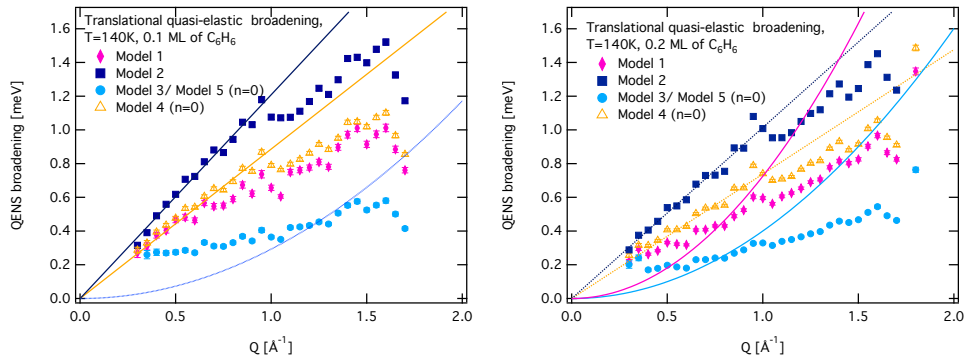 Translational quasi-elastic broadening,
T=140K, 0.1 ML of C₆H₆
Model 1
Model 2
Model 3/ Model 5 (n=0)
Model 4 (n=0)
QENS broadening [meV]
1.6
1.4
1.2
1.0
0.8
0.6
0.4
0.2
0.0
0.0 0.5 1.0 1.5 2.0
Q [Å⁻¹]
Translational quasi-elastic broadening,
T=140K, 0.2 ML of C₆H₆
Model 1
Model 2
Model 3/ Model 5 (n=0)
Model 4 (n=0)
QENS broadening [meV]
1.6
1.4
1.2
1.0
0.8
0.6
0.4
0.2
0.0
0.0 0.5 1.0 1.5 2.0
Q [Å⁻¹]